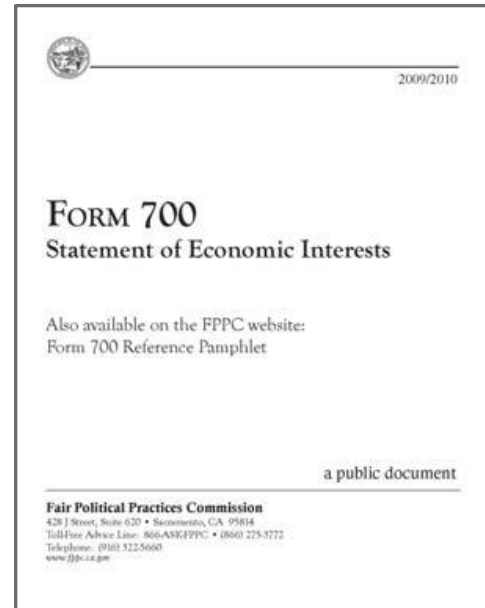 2009/2010
FORM 700
Statement of Economic Interests
Also available on the FPPC website:
Form 700 Reference Pamphlet
a public document
Fair Political Practices Commission
428 J Street, Suite 620 • Sacramento, CA 95814
Toll-Free Advice Line: 866-ASK-FPPC • (866) 275-3772
Telephone: (916) 322-5660
www.fppc.ca.gov